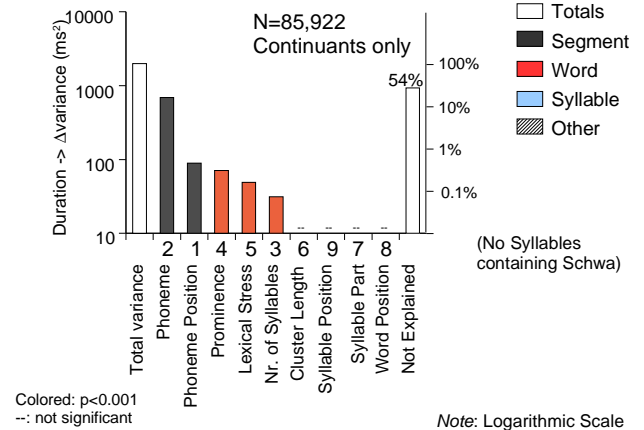 N=85,922
Continuants only
Duration -> Δvariance (ms²)
10000
1000
100
10
100%
10%
1%
0.1%
54%
-- -- -- --
2 1 4 5 3 6 9 7 8
Total variance
Phoneme
Phoneme Position
Prominence
Lexical Stress
Nr. of Syllables
Cluster Length
Syllable Position
Syllable Part
Word Position
Not Explained
Totals
Segment
Word
Syllable
Other
(No Syllables
containing Schwa)
Colored: p<0.001
--: not significant
Note: Logarithmic Scale